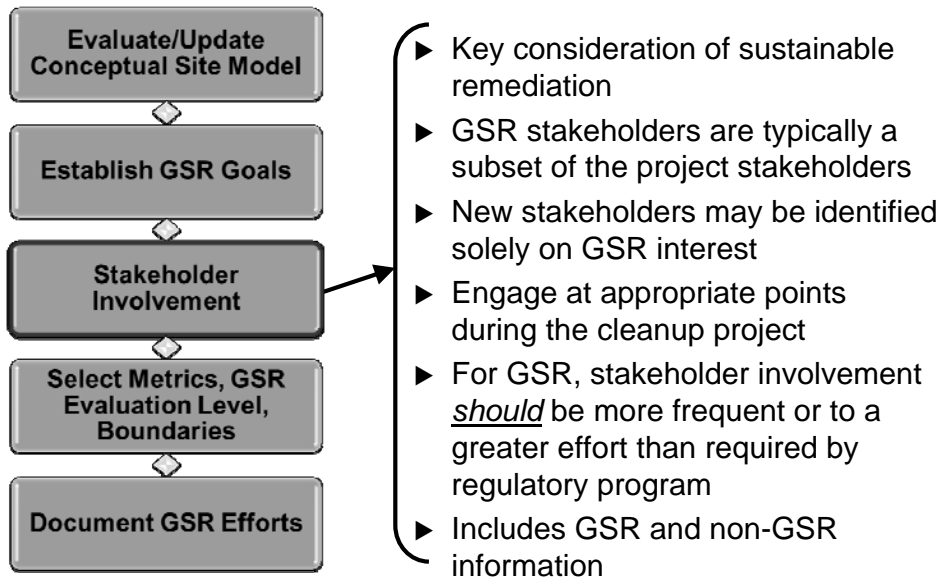 Evaluate/Update
Conceptual Site Model
Establish GSR Goals
Stakeholder
Involvement
Select Metrics, GSR
Evaluation Level,
Boundaries
Document GSR Efforts
► Key consideration of sustainable
remediation
► GSR stakeholders are typically a
subset of the project stakeholders
► New stakeholders may be identified
solely on GSR interest
► Engage at appropriate points
during the cleanup project
► For GSR, stakeholder involvement
should be more frequent or to a
greater effort than required by
regulatory program
► Includes GSR and non-GSR
information